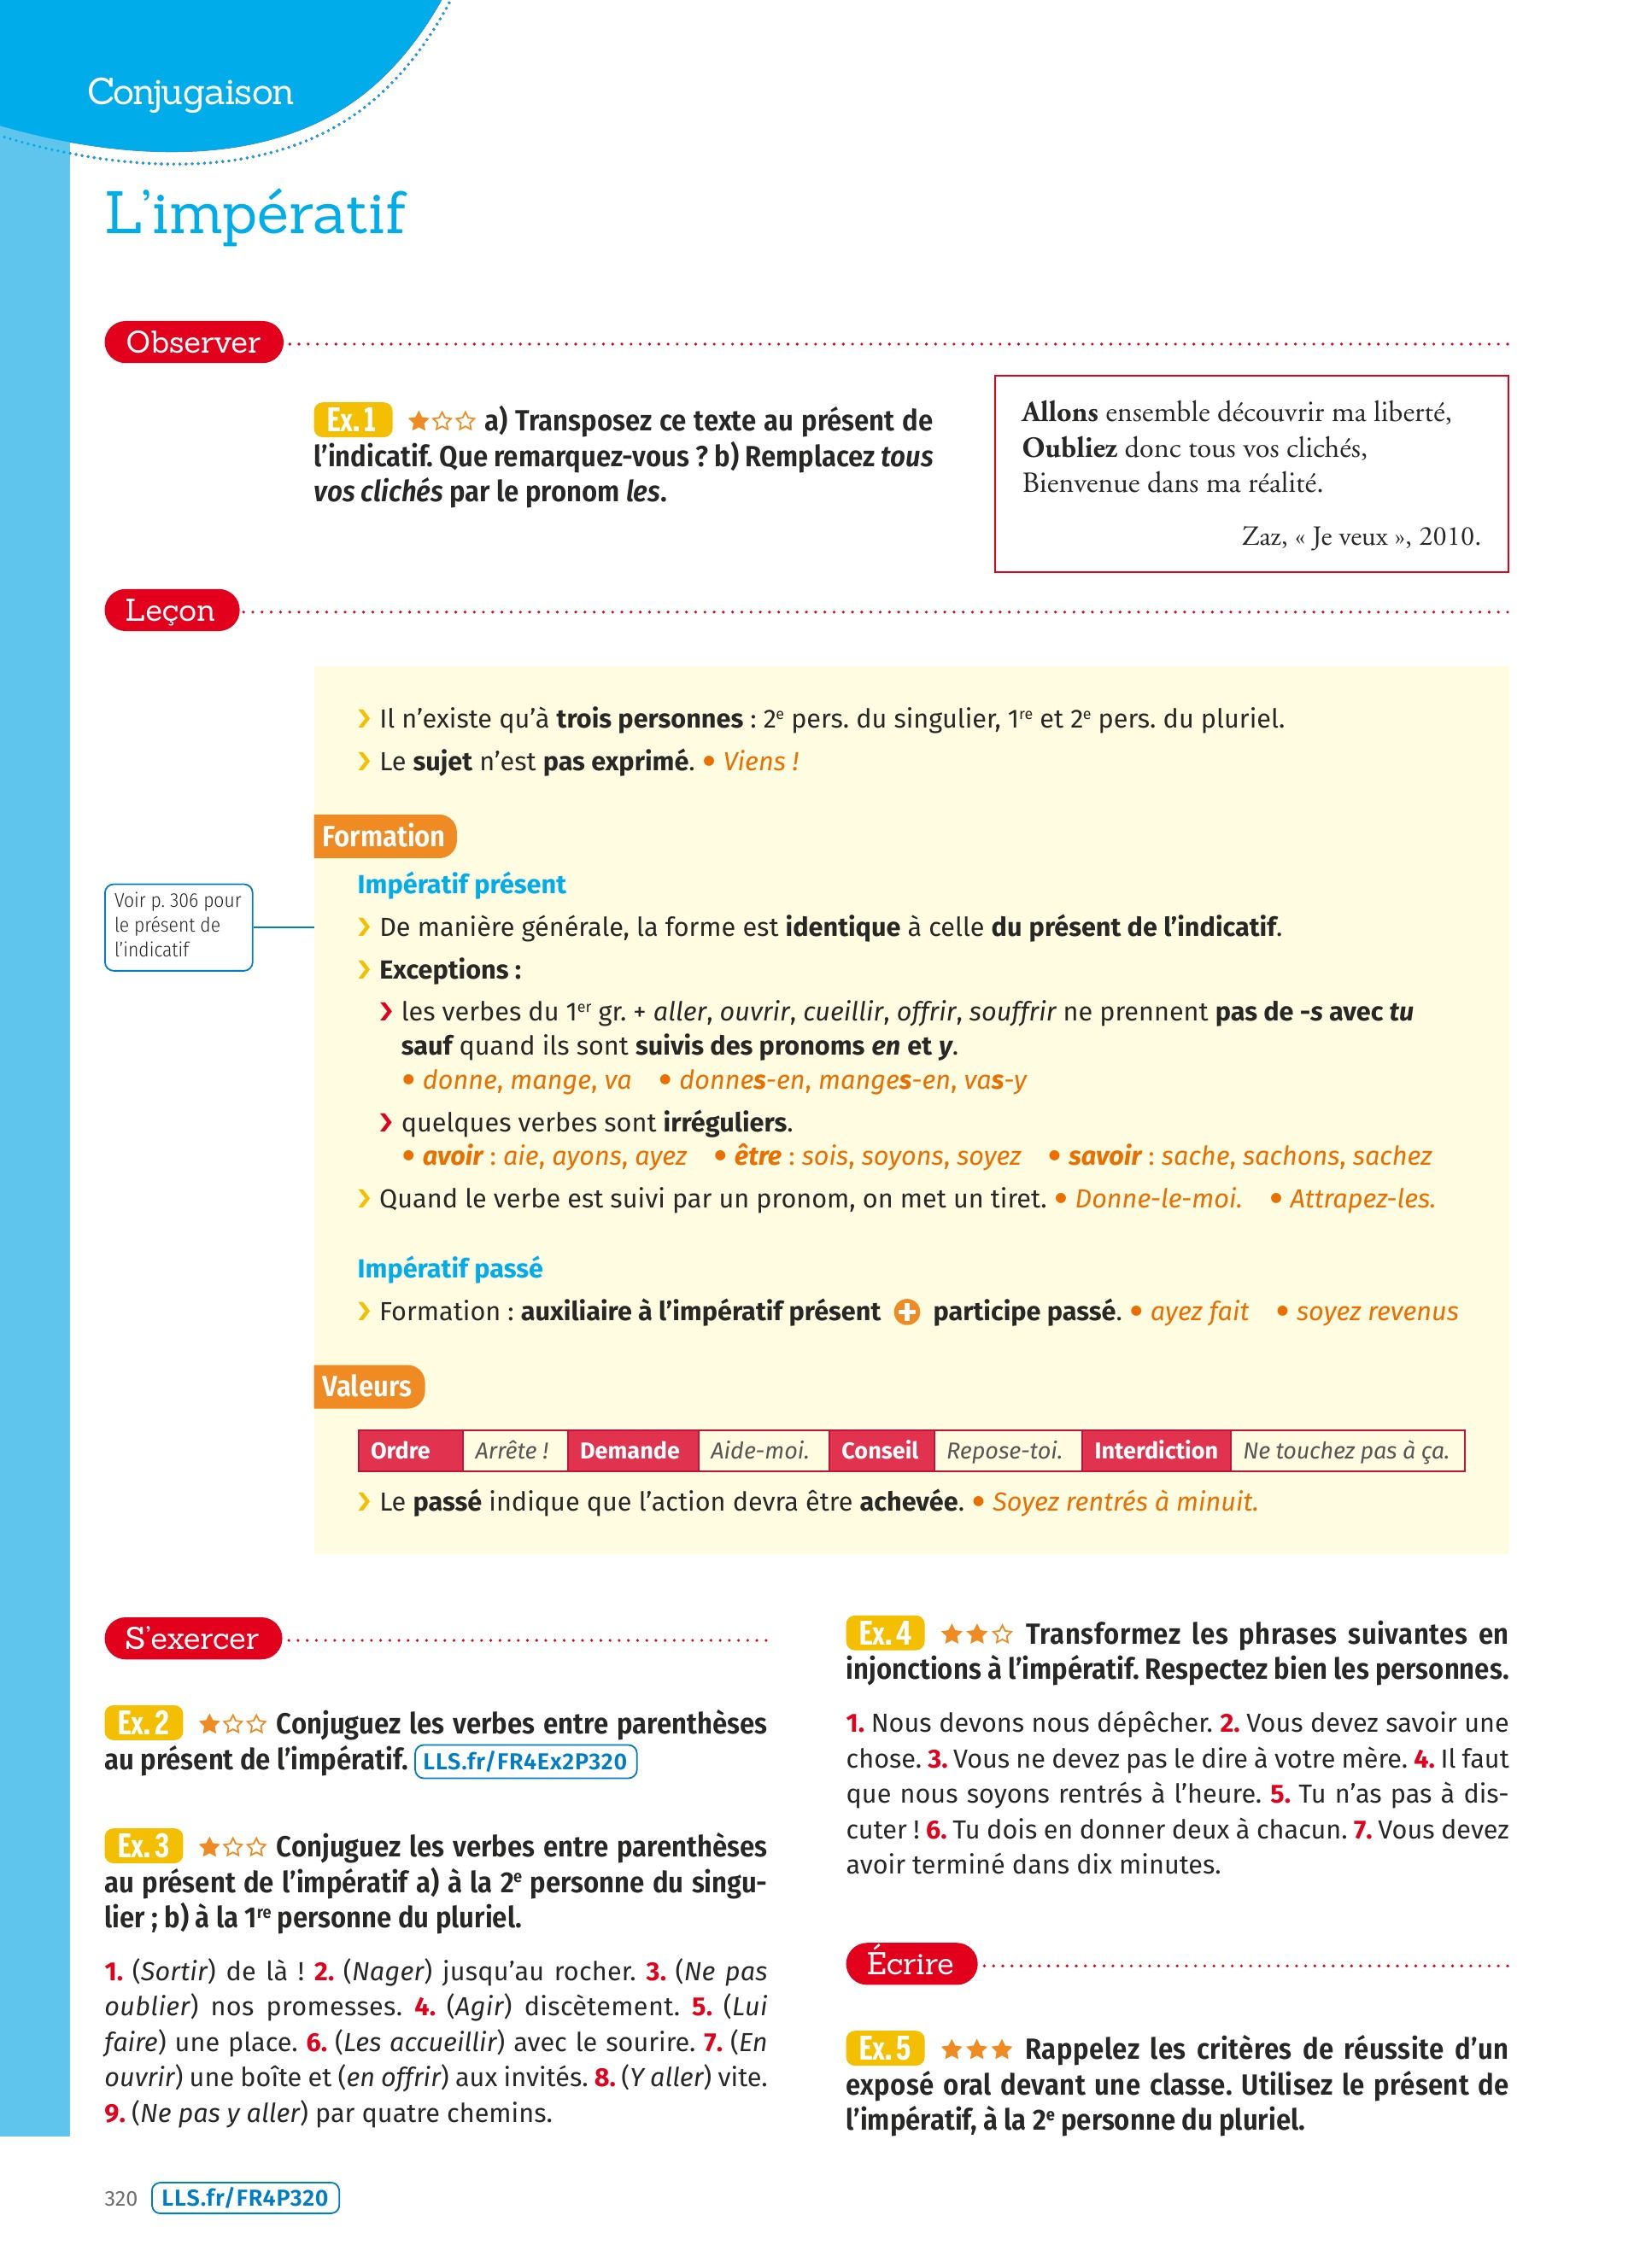 Conjugaison
L'impératif
Observer
Ex. 1 ★☆☆ a) Transposez ce texte au présent de
l'indicatif. Que remarquez-vous ? b) Remplacez tous
vos clichés par le pronom les.
Allons ensemble découvrir ma liberté,
Oubliez donc tous vos clichés,
Bienvenue dans ma réalité.
Zaz, « Je veux », 2010.
Leçon
› Il n'existe qu'à trois personnes : 2e pers. du singulier, 1re et 2e pers. du pluriel.
› Le sujet n'est pas exprimé. • Viens !
Formation
Impératif présent
Voir p. 306 pour
le présent de
l'indicatif
› De manière générale, la forme est identique à celle du présent de l'indicatif.
› Exceptions :
› les verbes du 1er gr. + aller, ouvrir, cueillir, offrir, souffrir ne prennent pas de -s avec tu
sauf quand ils sont suivis des pronoms en et y.
• donne, mange, va • donnes-en, manges-en, vas-y
› quelques verbes sont irréguliers.
• avoir : aie, ayons, ayez • être : sois, soyons, soyez • savoir : sache, sachons, sachez
› Quand le verbe est suivi par un pronom, on met un tiret. • Donne-le-moi. • Attrapez-les.
Impératif passé
› Formation : auxiliaire à l'impératif présent + participe passé. • ayez fait • soyez revenus
Valeurs
Ordre Arrête ! Demande Aide-moi. Conseil Repose-toi. Interdiction Ne touchez pas à ça.
› Le passé indique que l'action devra être achevée. • Soyez rentrés à minuit.
S'exercer
Ex. 2 ★☆☆ Conjuguez les verbes entre parenthèses
au présent de l'impératif. LLS.fr/FR4Ex2P320
Ex. 3 ★☆☆ Conjuguez les verbes entre parenthèses
au présent de l'impératif a) à la 2e personne du singu-
lier ; b) à la 1re personne du pluriel.
1. (Sortir) de là ! 2. (Nager) jusqu'au rocher. 3. (Ne pas
oublier) nos promesses. 4. (Agir) discètement. 5. (Lui
faire) une place. 6. (Les accueillir) avec le sourire. 7. (En
ouvrir) une boîte et (en offrir) aux invités. 8. (Y aller) vite.
9. (Ne pas y aller) par quatre chemins.
Ex. 4 ★★☆ Transformez les phrases suivantes en
injonctions à l'impératif. Respectez bien les personnes.
1. Nous devons nous dépêcher. 2. Vous devez savoir une
chose. 3. Vous ne devez pas le dire à votre mère. 4. Il faut
que nous soyons rentrés à l'heure. 5. Tu n'as pas à dis-
cuter ! 6. Tu dois en donner deux à chacun. 7. Vous devez
avoir terminé dans dix minutes.
Écrire
Ex. 5 ★★★ Rappelez les critères de réussite d'un
exposé oral devant une classe. Utilisez le présent de
l'impératif, à la 2e personne du pluriel.
320 LLS.fr/FR4P320